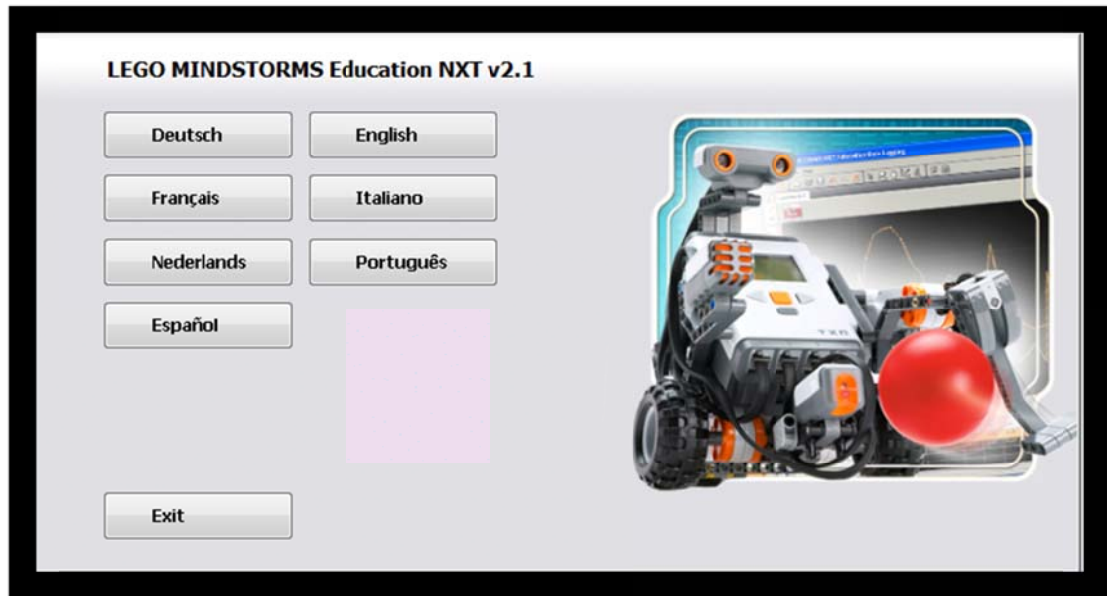 LEGO MINDSTORMS Education NXT v2.1
Deutsch English
Français Italiano
Nederlands Português
Español
Exit